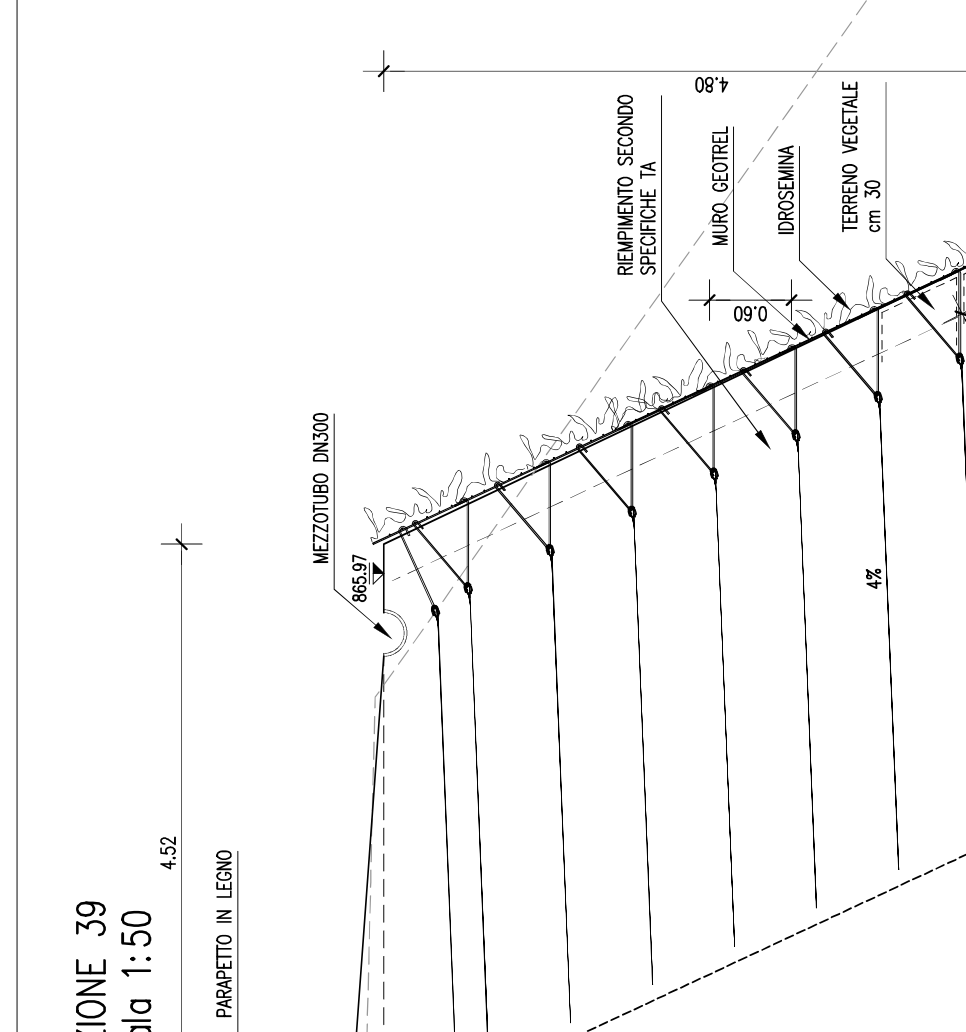 4.80
RIEMPIMENTO SECONDO
SPECIFICHE TA
MURO GEOTREL
IDROSEMINA
TERRENO VEGETALE
cm 30
0.60
MEZZOTUBO DN300
865.97
4%
4.52
PARAPETTO IN LEGNO
ZIONE 39
ala 1:50